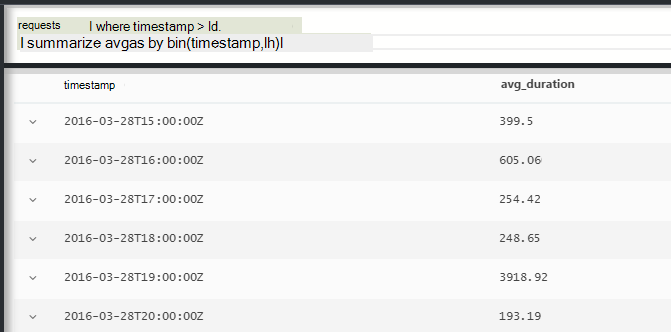 requests | where timestamp > Id.
| summarize avgas by bin(timestamp,lh)l
timestamp avg_duration
2016-03-28T15:00:00Z 399.5
2016-03-28T16:00:00Z 605.06
2016-03-28T17:00:00Z 254.42
2016-03-28T18:00:00Z 248.65
2016-03-28T19:00:00Z 3918.92
2016-03-28T20:00:00Z 193.19